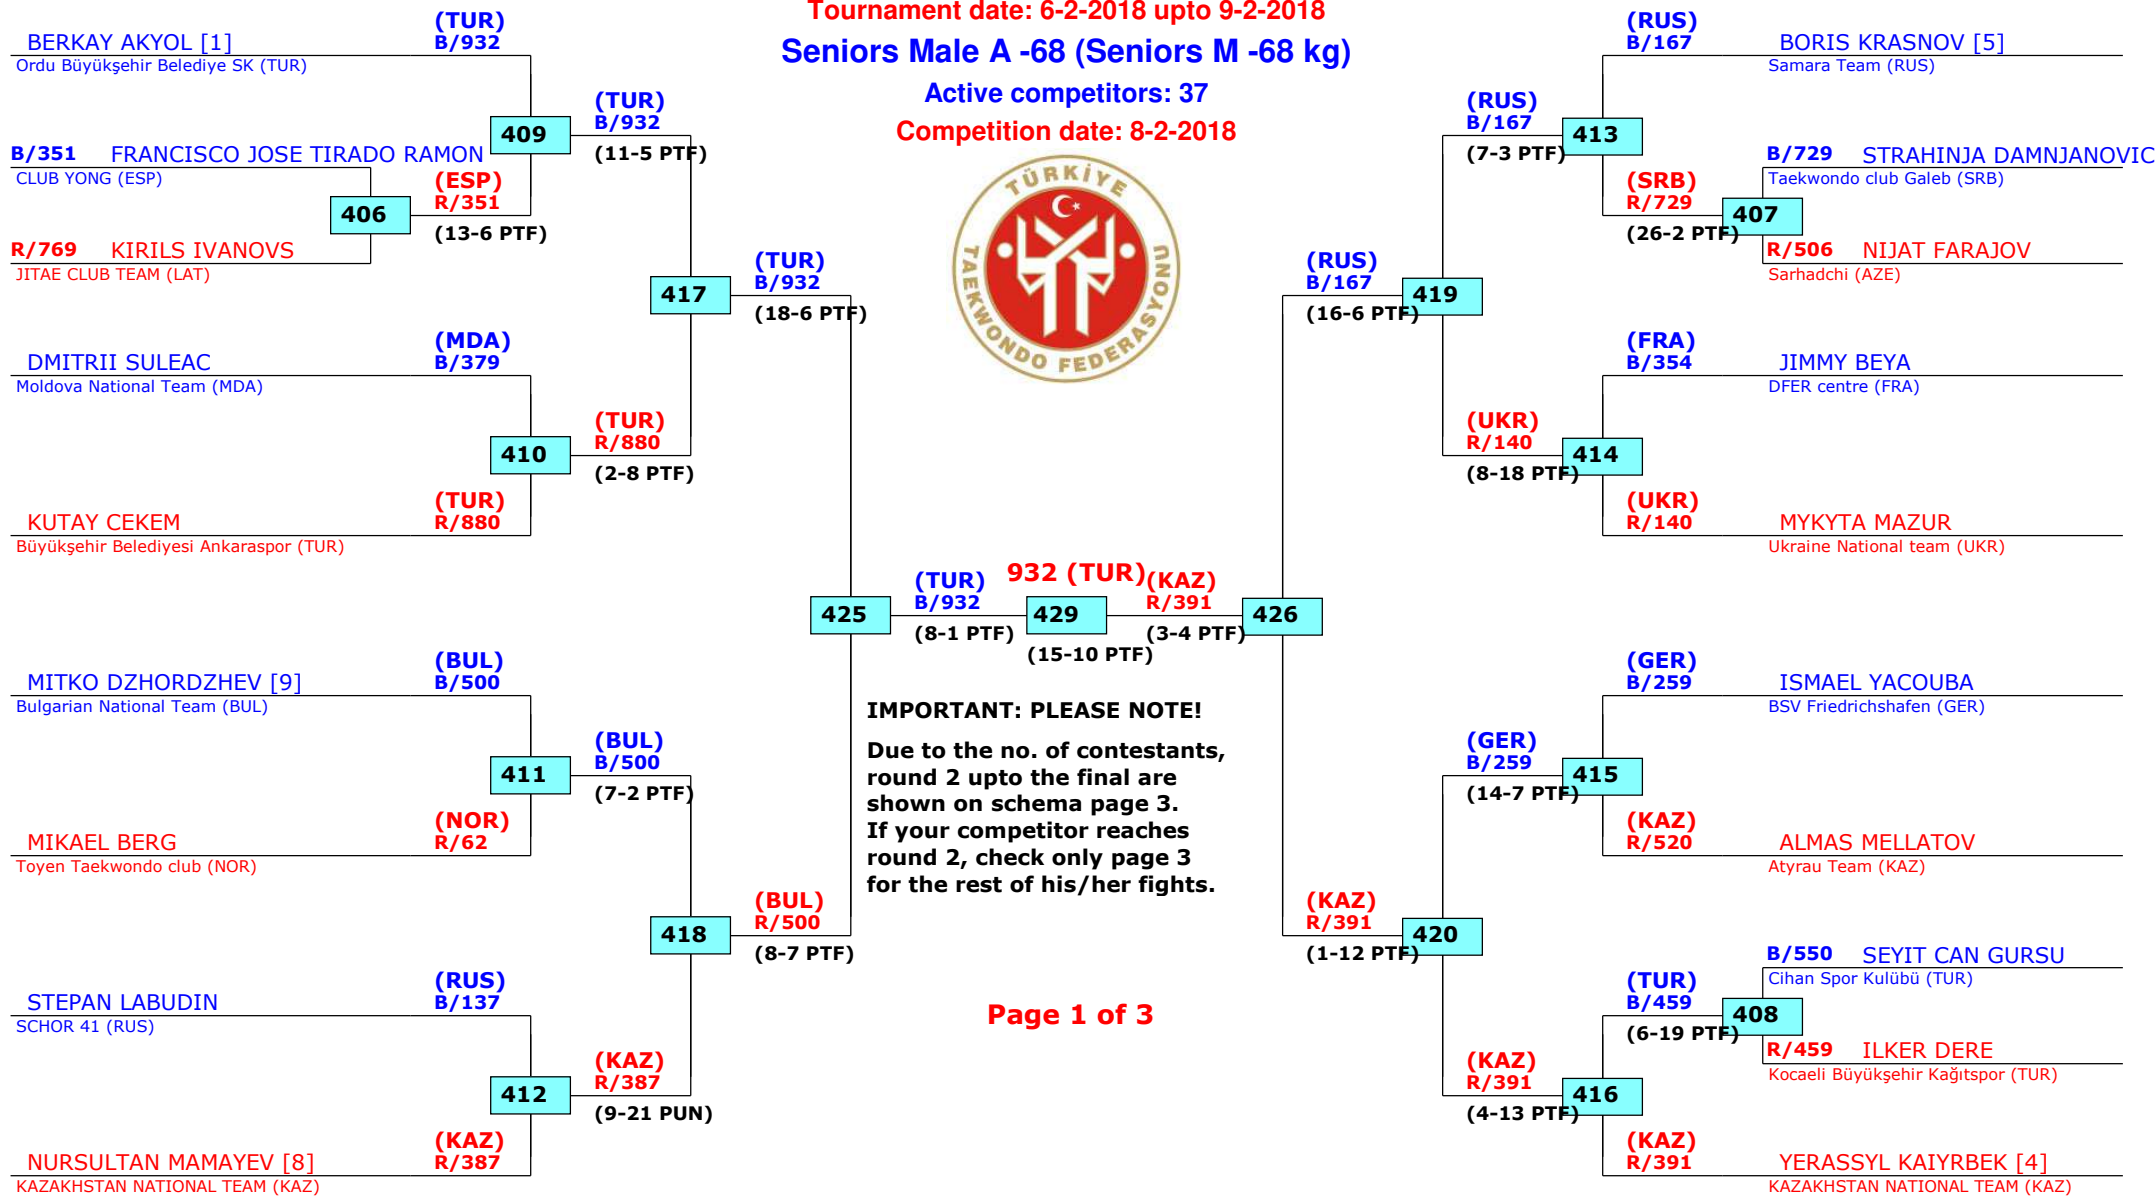 Tournament date: 6-2-2018 upto 9-2-2018
Seniors Male A -68 (Seniors M -68 kg)
Active competitors: 37
Competition date: 8-2-2018
TÜRKİYE
TAEKWONDO FEDERASYONU
BERKAY AKYOL [1]
Ordu Büyükşehir Belediye SK (TUR)
(TUR)
B/932
B/351 FRANCISCO JOSE TIRADO RAMON
CLUB YONG (ESP)
406
(ESP)
R/351
(13-6 PTF)
R/769 KIRILS IVANOVS
JITAE CLUB TEAM (LAT)
409
(TUR)
B/932
(11-5 PTF)
DMITRII SULEAC
Moldova National Team (MDA)
(MDA)
B/379
410
(TUR)
R/880
(2-8 PTF)
KUTAY CEKEM
Büyükşehir Belediyesi Ankaraspor (TUR)
(TUR)
R/880
417
(TUR)
B/932
(18-6 PTF)
MITKO DZHORDZHEV [9]
Bulgarian National Team (BUL)
(BUL)
B/500
411
(BUL)
B/500
(7-2 PTF)
MIKAEL BERG
Toyen Taekwondo club (NOR)
(NOR)
R/62
418
(BUL)
R/500
(8-7 PTF)
STEPAN LABUDIN
SCHOR 41 (RUS)
(RUS)
B/137
412
(KAZ)
R/387
(9-21 PUN)
NURSULTAN MAMAYEV [8]
KAZAKHSTAN NATIONAL TEAM (KAZ)
(KAZ)
R/387
425
(TUR)
B/932
(8-1 PTF)
932 (TUR)
429
(15-10 PTF)
(KAZ)
R/391
(3-4 PTF)
426
IMPORTANT: PLEASE NOTE!
Due to the no. of contestants,
round 2 upto the final are
shown on schema page 3.
If your competitor reaches
round 2, check only page 3
for the rest of his/her fights.
Page 1 of 3
(RUS)
B/167
BORIS KRASNOV [5]
Samara Team (RUS)
(RUS)
B/167
(7-3 PTF)
413
B/729 STRAHINJA DAMNJANOVIC
Taekwondo club Galeb (SRB)
(SRB)
R/729
(26-2 PTF)
407
R/506 NIJAT FARAJOV
Sarhadchi (AZE)
(RUS)
B/167
(16-6 PTF)
419
(FRA)
B/354
JIMMY BEYA
DFER centre (FRA)
(UKR)
R/140
(8-18 PTF)
414
(UKR)
R/140
MYKYTA MAZUR
Ukraine National team (UKR)
(GER)
B/259
ISMAEL YACOUBA
BSV Friedrichshafen (GER)
(GER)
B/259
(14-7 PTF)
415
(KAZ)
R/520
ALMAS MELLATOV
Atyrau Team (KAZ)
(KAZ)
R/391
(1-12 PTF)
420
B/550 SEYIT CAN GURSU
Cihan Spor Kulübü (TUR)
(TUR)
B/459
(6-19 PTF)
408
R/459 ILKER DERE
Kocaeli Büyükşehir Kağıtspor (TUR)
(KAZ)
R/391
(4-13 PTF)
416
(KAZ)
R/391
YERASSYL KAIYRBEK [4]
KAZAKHSTAN NATIONAL TEAM (KAZ)